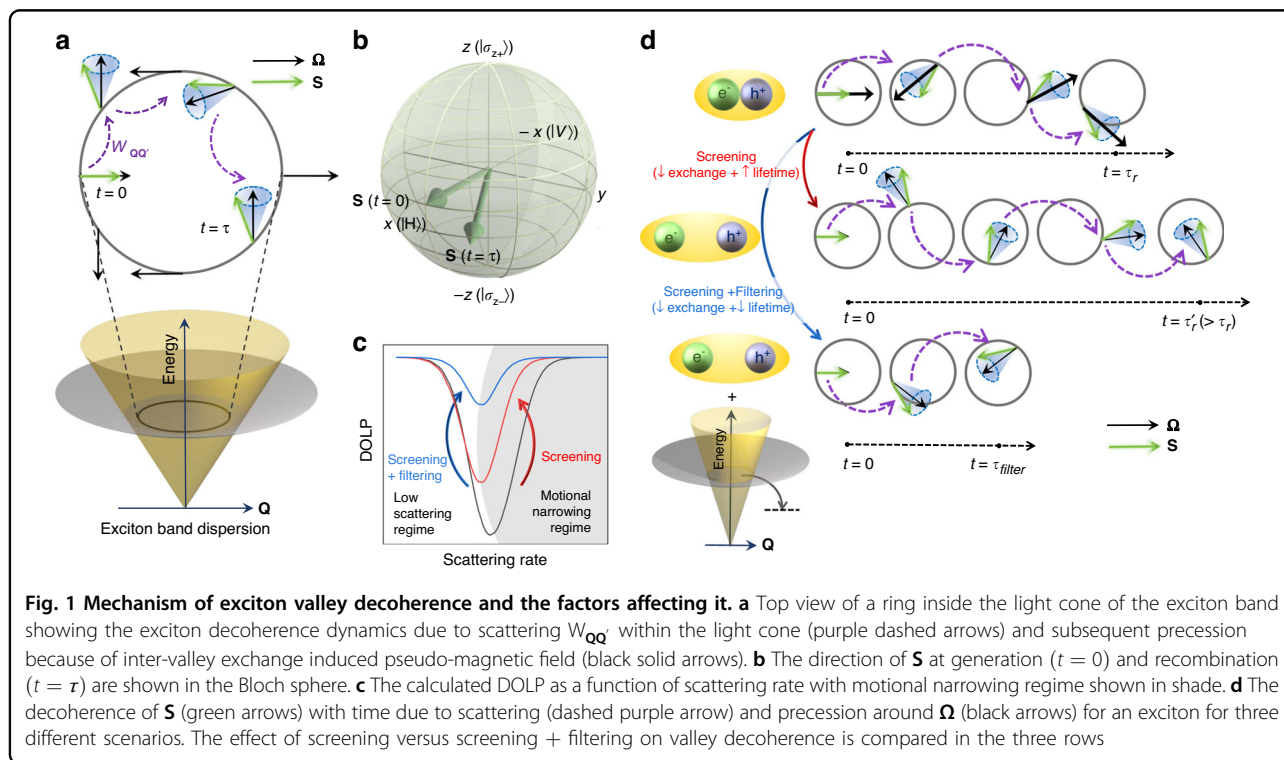 a
Ω
S
W_QQ'
t = 0
t = τ
Energy
Q
Exciton band dispersion
b
z (|σz+⟩)
– x (|V⟩)
y
S (t = 0)
x (|H⟩)
S (t = τ)
–z (|σz–⟩)
c
DOLP
Screening
+ filtering
Screening
Low
scattering
regime
Motional
narrowing
regime
Scattering rate
d
e- h+
Screening
(↓ exchange + ↑ lifetime)
t = 0
t = τr
e- h+
Screening +Filtering
(↓ exchange +↓ lifetime)
t = 0
t = τ'r (> τr)
e- h+
+
Energy
Q
t = 0
t = τfilter
Ω
S
Fig. 1 Mechanism of exciton valley decoherence and the factors affecting it. a Top view of a ring inside the light cone of the exciton band
showing the exciton decoherence dynamics due to scattering W_QQ' within the light cone (purple dashed arrows) and subsequent precession
because of inter-valley exchange induced pseudo-magnetic field (black solid arrows). b The direction of S at generation (t = 0) and recombination
(t = τ) are shown in the Bloch sphere. c The calculated DOLP as a function of scattering rate with motional narrowing regime shown in shade. d The
decoherence of S (green arrows) with time due to scattering (dashed purple arrow) and precession around Ω (black arrows) for an exciton for three
different scenarios. The effect of screening versus screening + filtering on valley decoherence is compared in the three rows